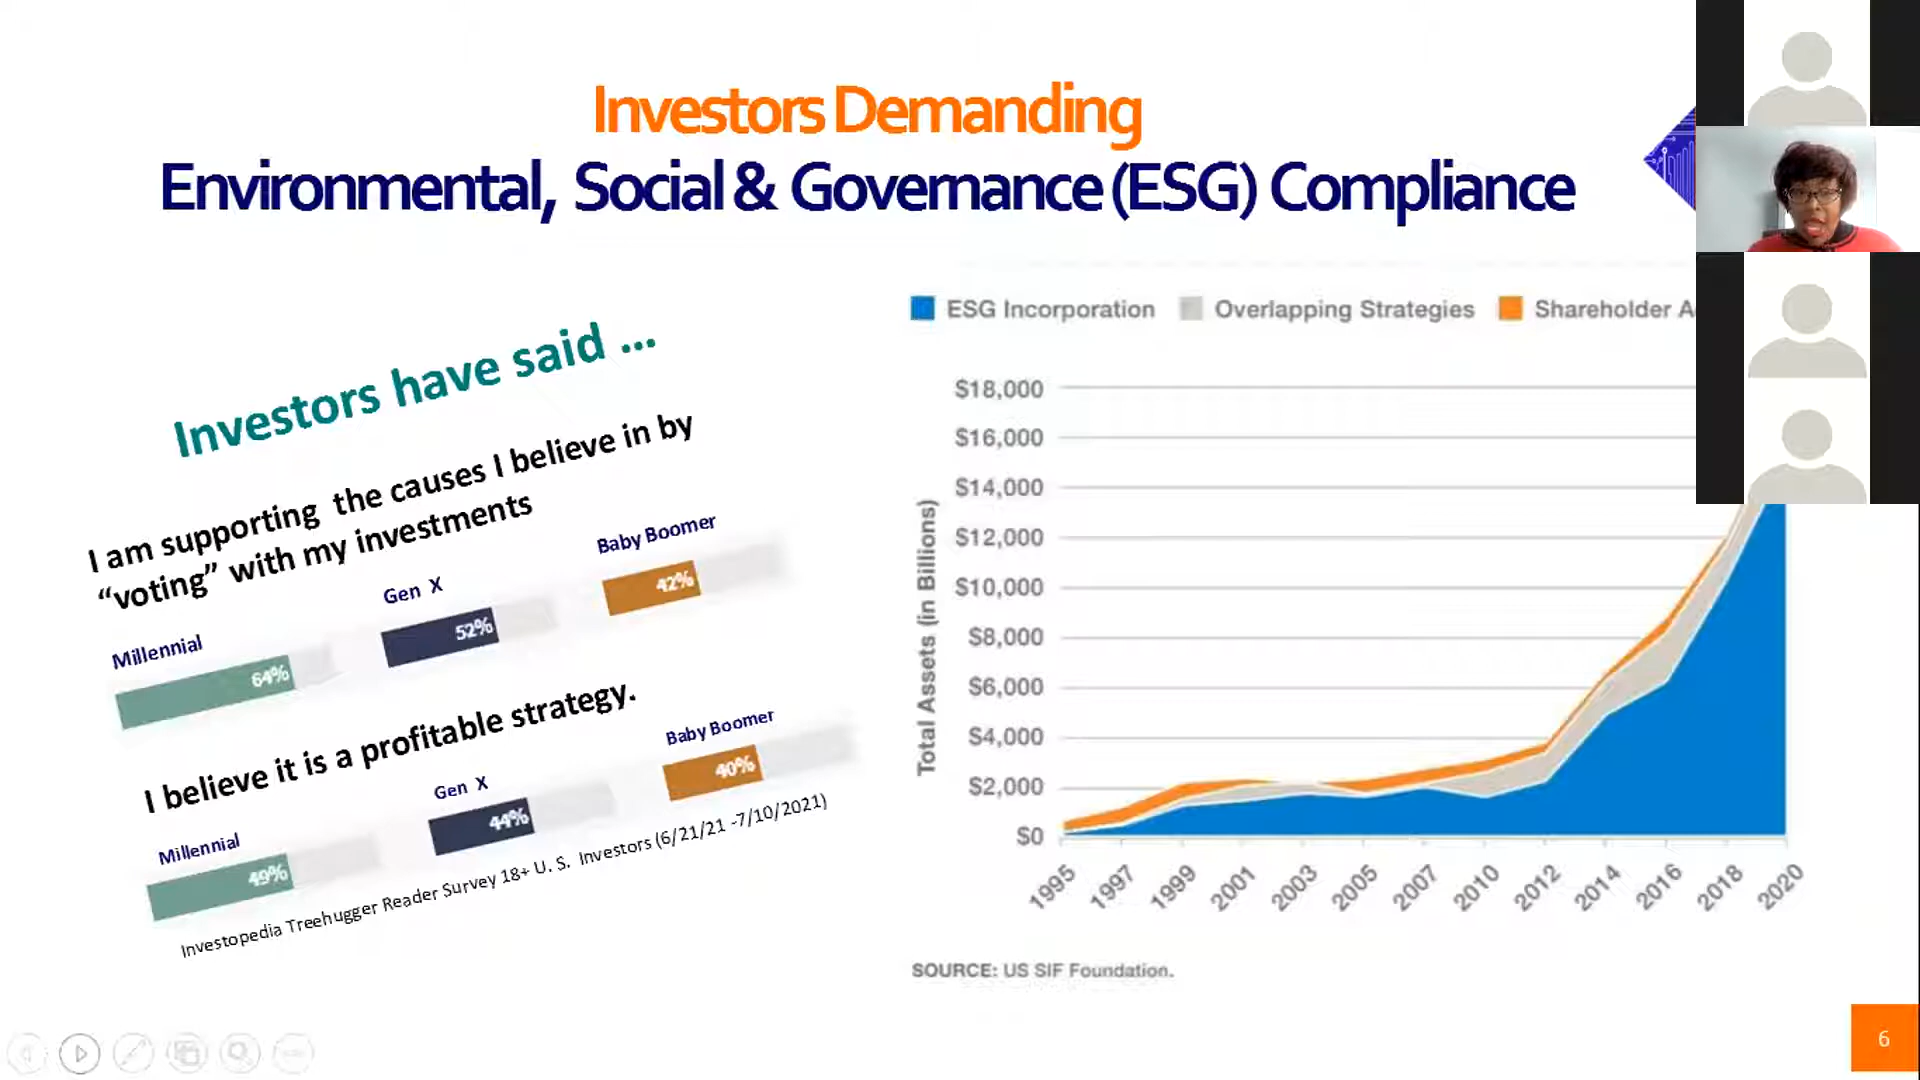 Investors Demanding
Environmental, Social & Governance (ESG) Compliance
Investors have said ...
I am supporting the causes I believe in by
“voting” with my investments
Millennial
64%
Gen X
52%
Baby Boomer
42%
I believe it is a profitable strategy.
Millennial
49%
Gen X
44%
Baby Boomer
40%
Investopedia Treehugger Reader Survey 18+ U. S. Investors (6/21/21 -7/10/2021)
ESG Incorporation
Overlapping Strategies
Shareholder A
Total Assets (in Billions)
$18,000
$16,000
$14,000
$12,000
$10,000
$8,000
$6,000
$4,000
$2,000
$0
1995
1997
1999
2001
2003
2005
2007
2010
2012
2014
2016
2018
2020
SOURCE: US SIF Foundation.
6